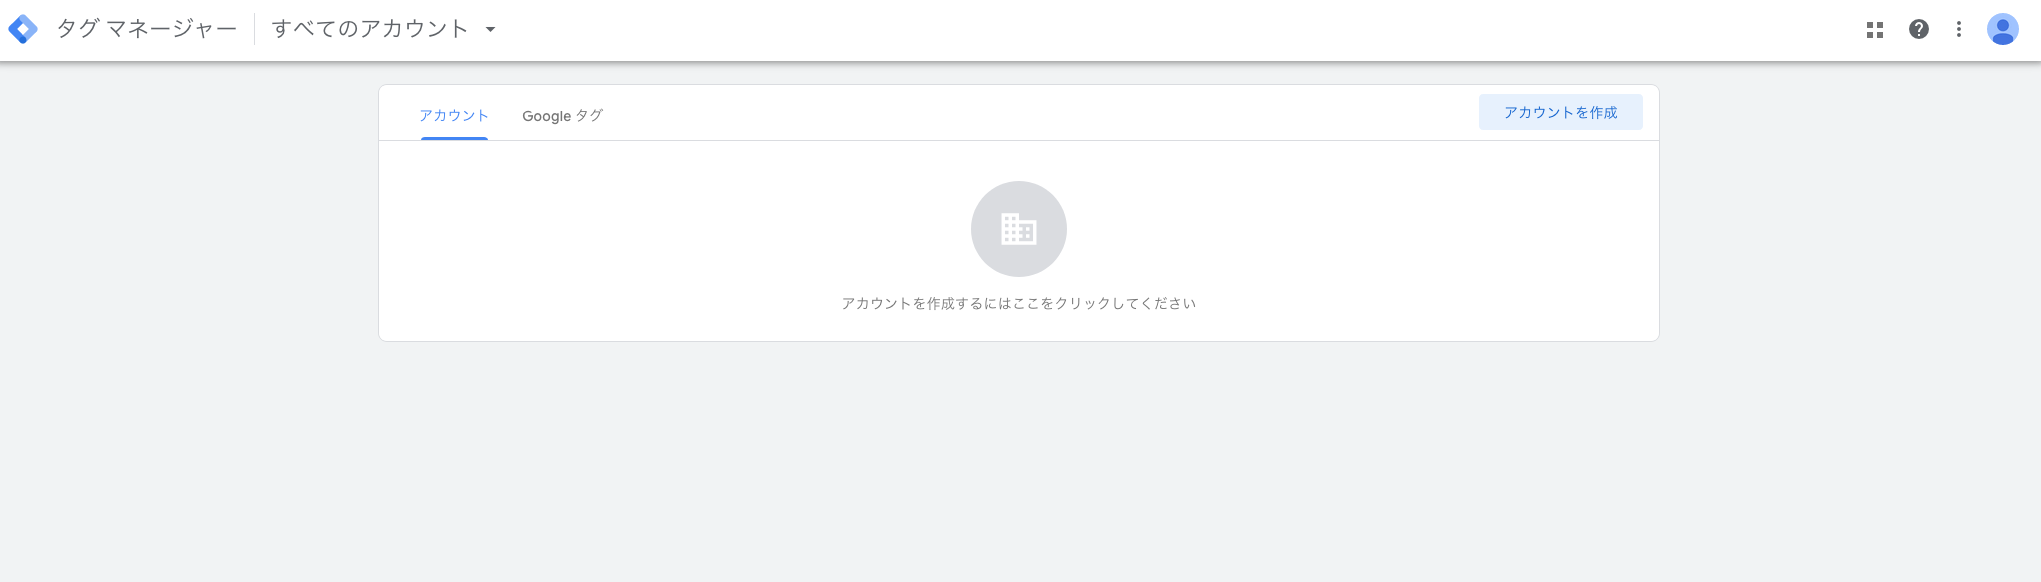 タグ マネージャー すべてのアカウント
アカウント Google タグ アカウントを作成
アカウントを作成するにはここをクリックしてください